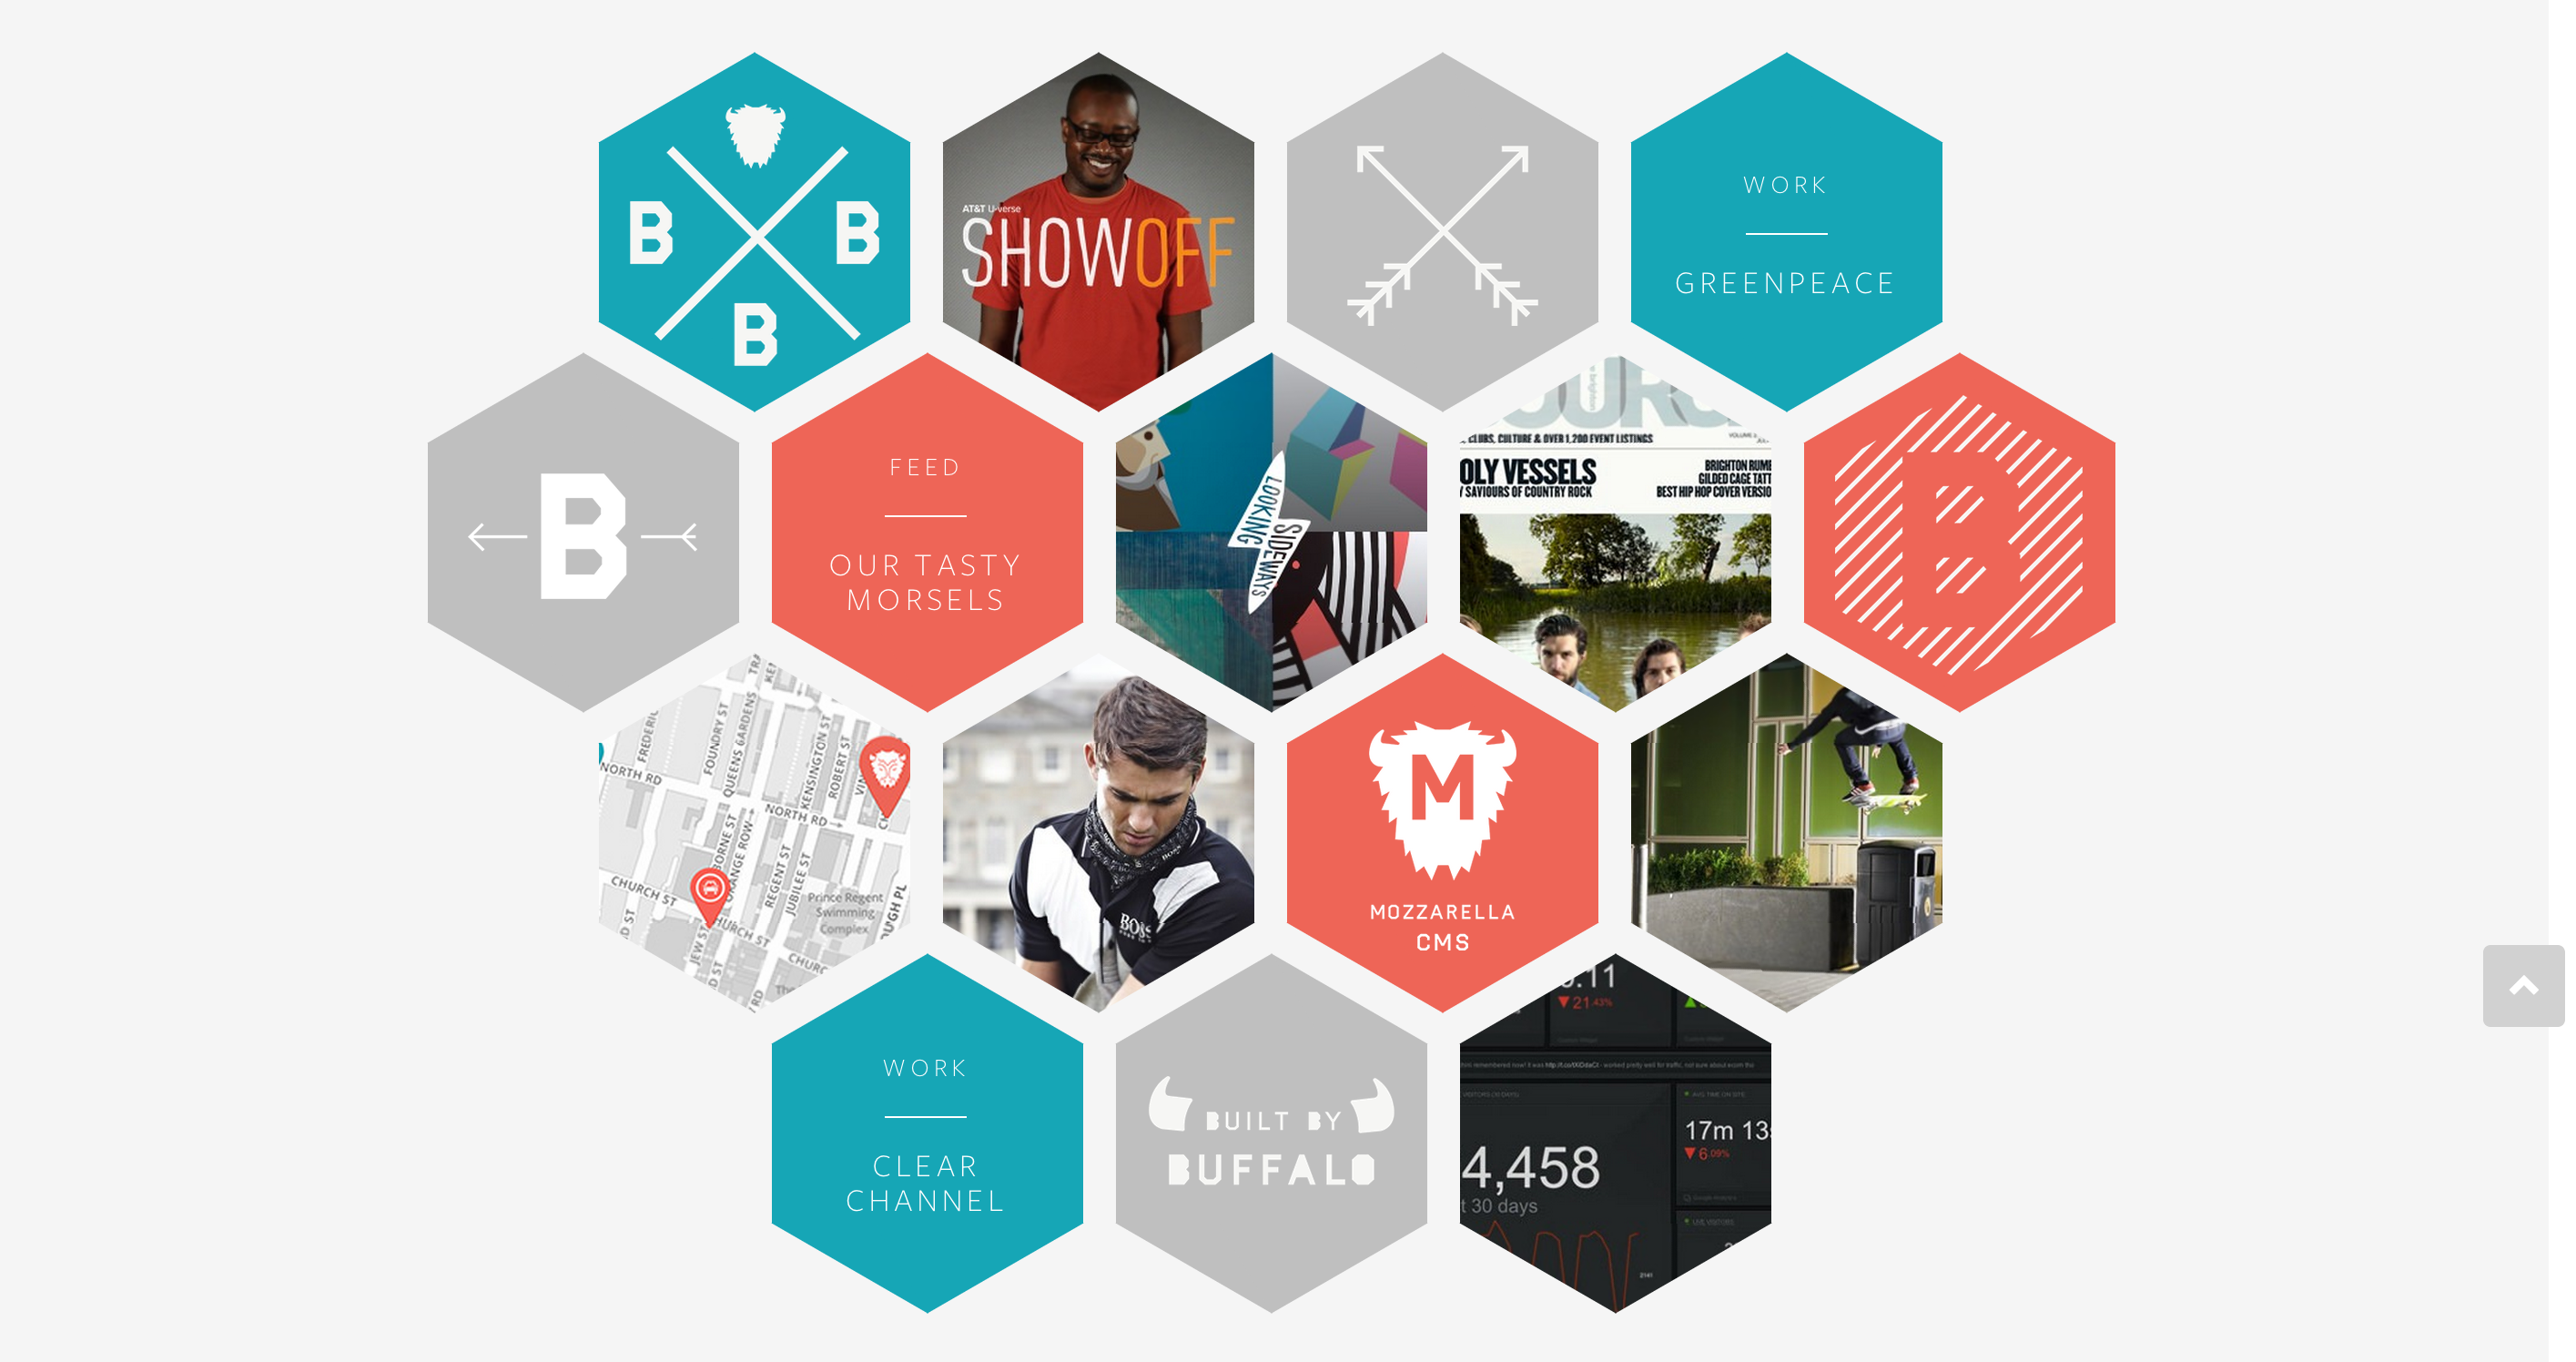 B
B
B
AT&T U-verse
SHOWOFF
WORK
GREENPEACE
B
FEED
OUR TASTY
MORSELS
LOOKING
SIDEWAYS
CLUBS, CULTURE & OVER 1,200 EVENT LISTINGS
OLY VESSELS
SAVIOURS OF COUNTRY ROCK
BRIGHTON RUM
GILDED CAGE TATT
BEST HIP HOP COVER VERSIO
B
FOUNDRY ST
QUEENS GARDENS
KENSINGTON ST
ROBERT ST
NORTH RD
NORTH RD
REGENT ST
JUBILEE ST
CHURCH ST
CHURCH ST
JEW ST
Prince Regent
Swimming
Complex
BOSS
M
MOZZARELLA
CMS
WORK
CLEAR
CHANNEL
BUILT BY
BUFFALO
.11
21.43%
4,458
t 30 days
17m 13
6.09%
2141